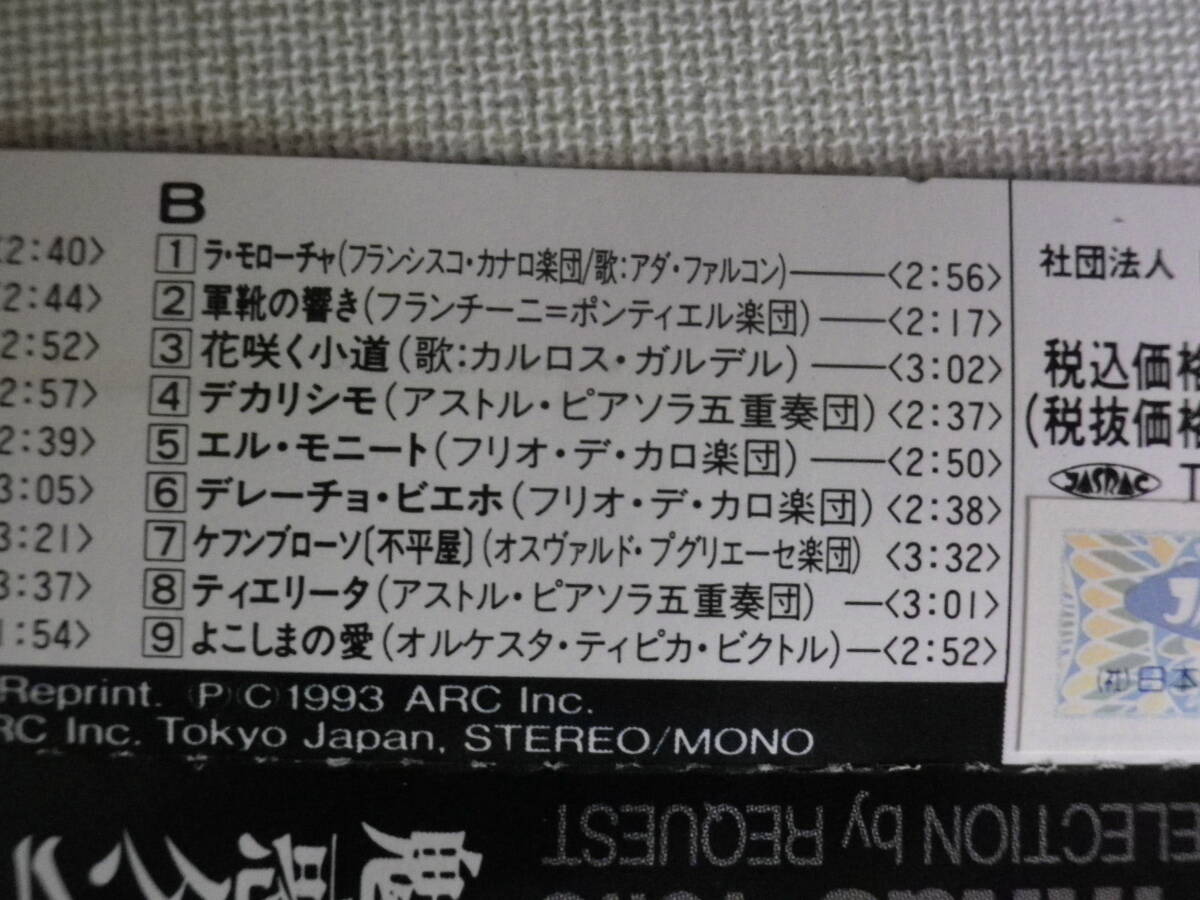 B
2:40>
1 ラ・モローチャ(フランシスコ・カナロ楽団/歌:アダ・ファルコン)——<2:56>
2:44>
2 軍靴の響き(フランチーニ=ポンティエル楽団)——<2:17>
2:52>
3 花咲く小道(歌:カルロス・ガルデル)——<3:02>
2:57>
4 デカリシモ(アストル・ピアソラ五重奏団)<2:37>
2:39>
5 エル・モニート(フリオ・デ・カロ楽団)——<2:50>
3:05>
6 デレーチョ・ビエホ(フリオ・デ・カロ楽団)<2:38>
3:21>
7 ケフンブローソ〔不平屋〕(オスヴァルド・プグリエーセ楽団)<3:32>
3:37>
8 ティエリータ(アストル・ピアソラ五重奏団)—<3:01>
1:54>
9 よこしまの愛(オルケスタ・ティピカ・ビクトル)—<2:52>
社団法人
税込価格
(税抜価格
JASRAC T
J
(社)日本
Reprint. (P)(C)1993 ARC Inc.
RC Inc. Tokyo Japan, STEREO/MONO
ELECTION by REQUEST